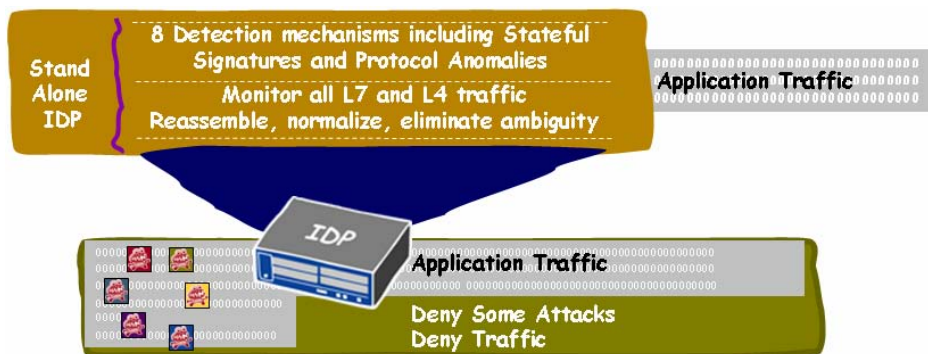 8 Detection mechanisms including Stateful
Signatures and Protocol Anomalies
Stand
Alone
IDP
Monitor all L7 and L4 traffic
Reassemble, normalize, eliminate ambiguity
Application Traffic
IDP
Application Traffic
Deny Some Attacks
Deny Traffic